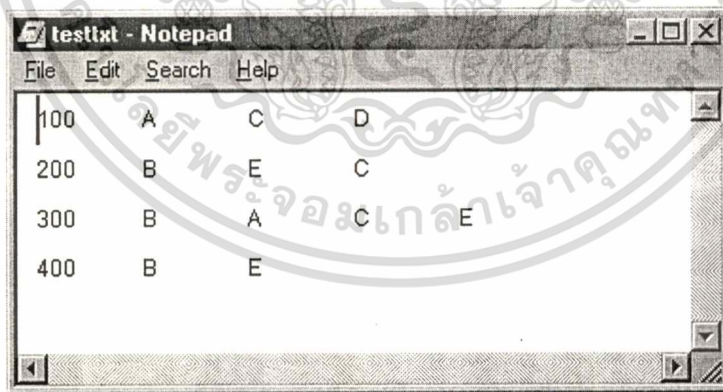 testtxt - Notepad
File Edit Search Help
100 A C D
200 B E C
300 B A C E
400 B E